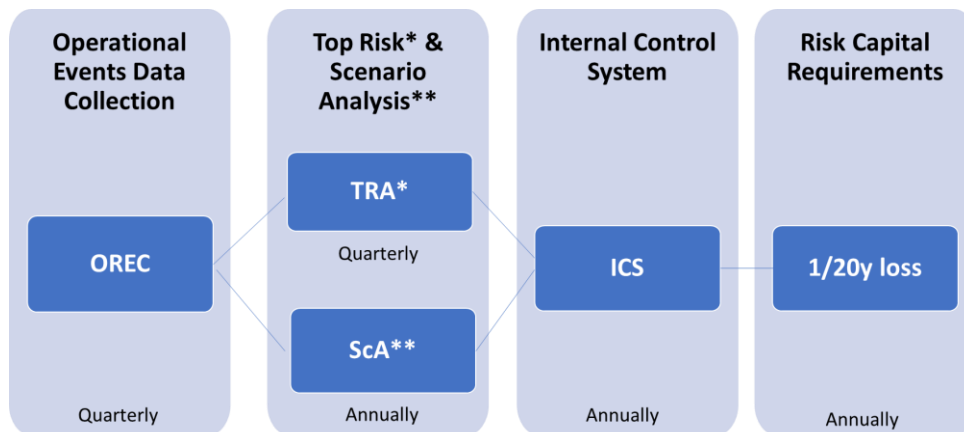 Operational
Events Data
Collection
OREC
Quarterly
Top Risk* &
Scenario
Analysis**
TRA*
Quarterly
ScA**
Annually
Internal Control
System
ICS
Annually
Risk Capital
Requirements
1/20y loss
Annually